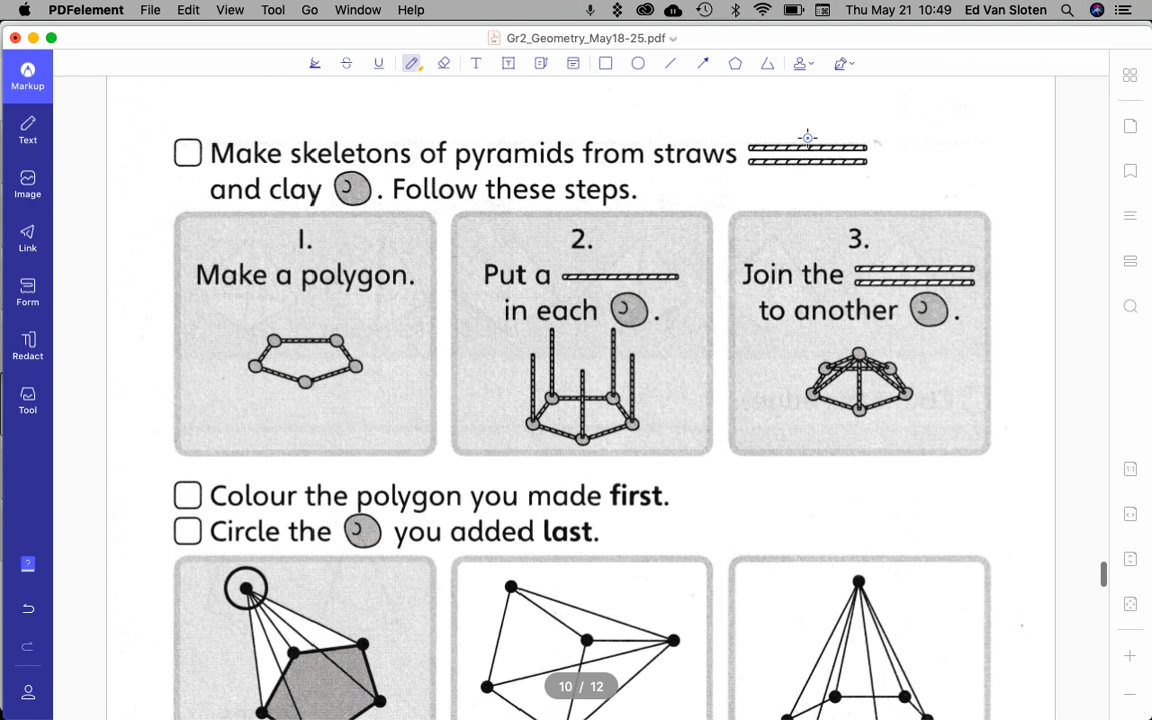 PDFelement File Edit View Tool Go Window Help Thu May 21 10:49 Ed Van Sloten
Gr2_Geometry_May18-25.pdf
Markup
Text
Image
Link
Form
Redact
Tool
Make skeletons of pyramids from straws
and clay . Follow these steps.
1.
Make a polygon.
2.
Put a
in each .
3.
Join the
to another .
Colour the polygon you made first.
Circle the you added last.
10 / 12